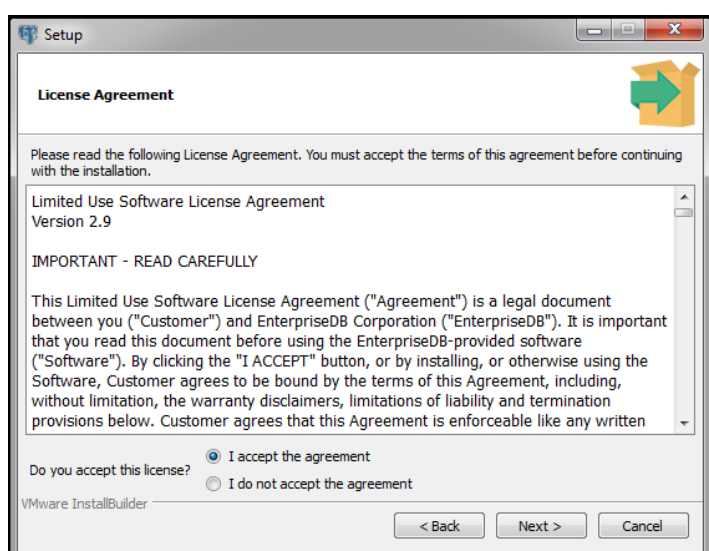 Setup
License Agreement
Please read the following License Agreement. You must accept the terms of this agreement before continuing
with the installation.
Limited Use Software License Agreement
Version 2.9
IMPORTANT - READ CAREFULLY
This Limited Use Software License Agreement ("Agreement") is a legal document
between you ("Customer") and EnterpriseDB Corporation ("EnterpriseDB"). It is important
that you read this document before using the EnterpriseDB-provided software
("Software"). By clicking the "I ACCEPT" button, or by installing, or otherwise using the
Software, Customer agrees to be bound by the terms of this Agreement, including,
without limitation, the warranty disclaimers, limitations of liability and termination
provisions below. Customer agrees that this Agreement is enforceable like any written
Do you accept this license?
I accept the agreement
I do not accept the agreement
VMware InstallBuilder
< Back Next > Cancel